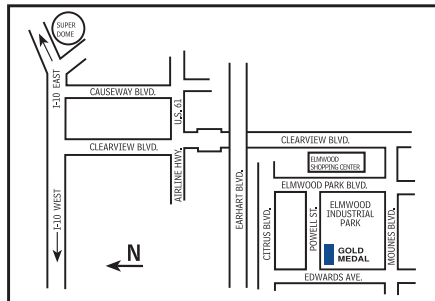 SUPER
DOME
I-10 EAST
CAUSEWAY BLVD.
U.S. 61
CLEARVIEW BLVD.
CLEARVIEW BLVD.
ELMWOOD
SHOPPING CENTER
AIRLINE HWY.
EARHART BLVD.
ELMWOOD PARK BLVD.
I-10 WEST
CITRUS BLVD.
POWELL ST.
ELMWOOD
INDUSTRIAL
PARK
MOUNES BLVD.
GOLD
MEDAL
N
EDWARDS AVE.